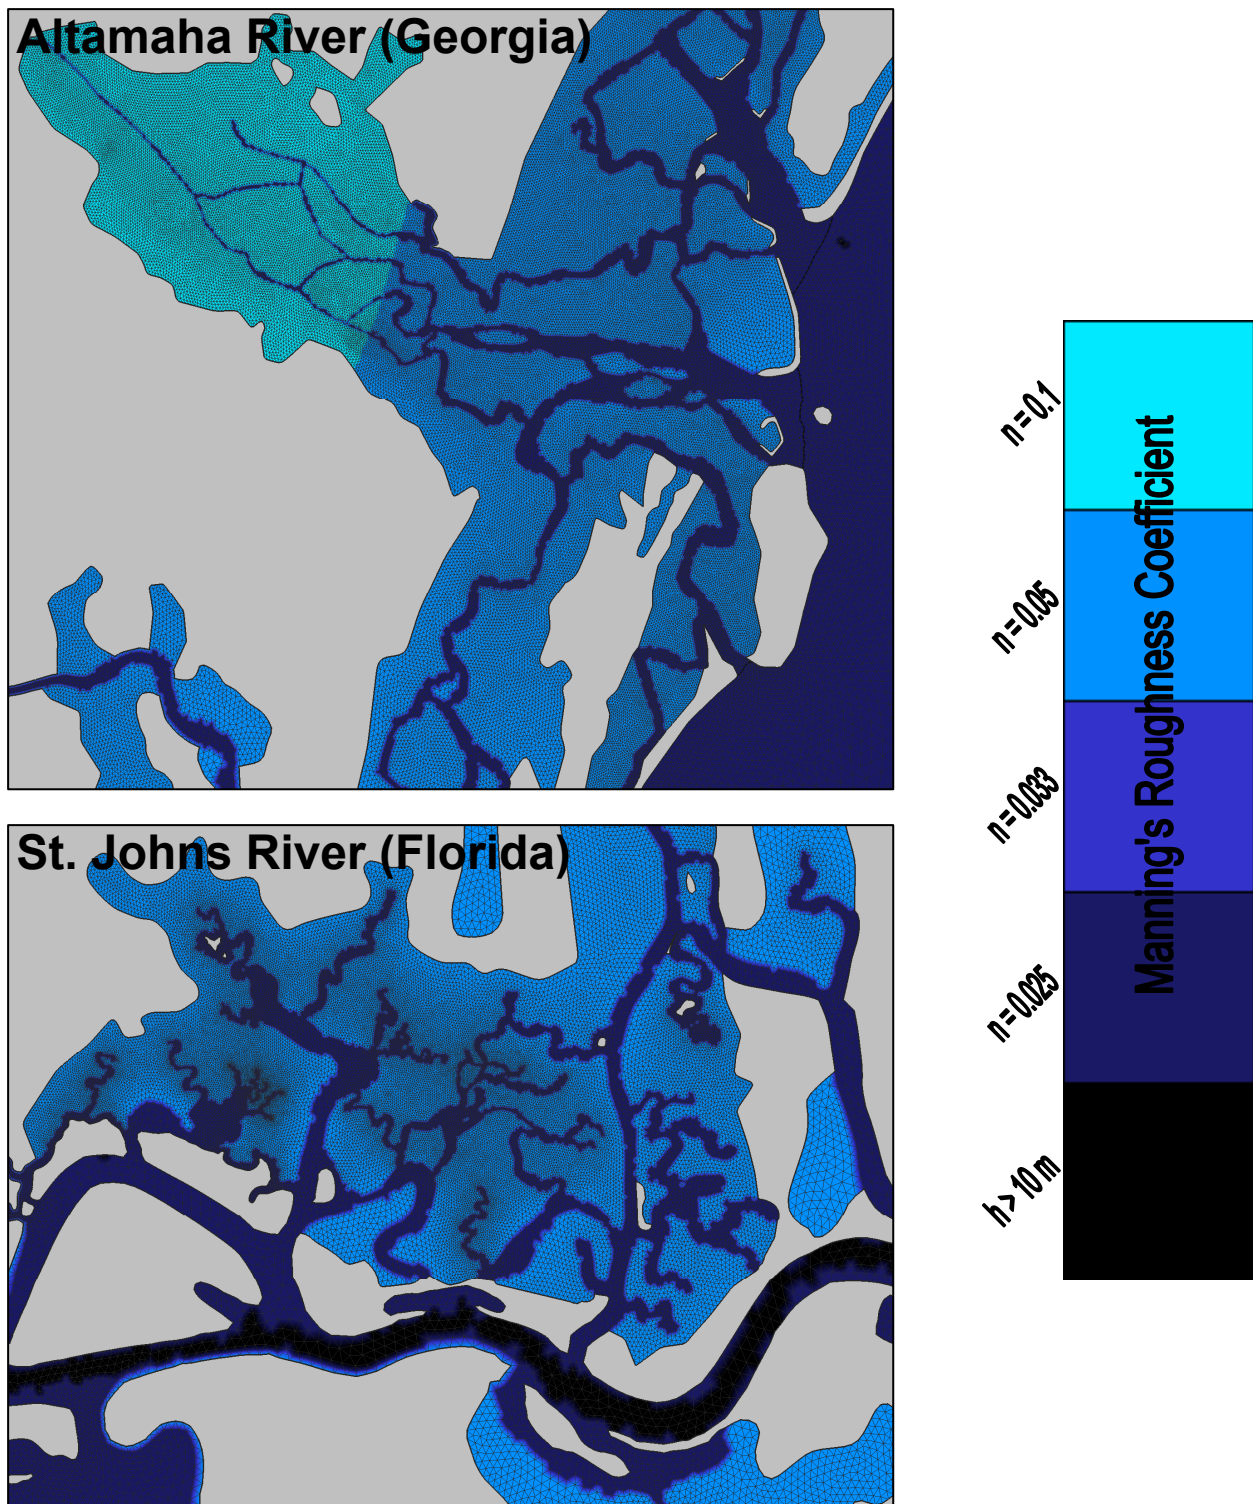 Altamaha River (Georgia)
n = 0.1
n = 0.05
n = 0.033
n = 0.025
h > 10 m
Manning's Roughness Coefficient
St. Johns River (Florida)